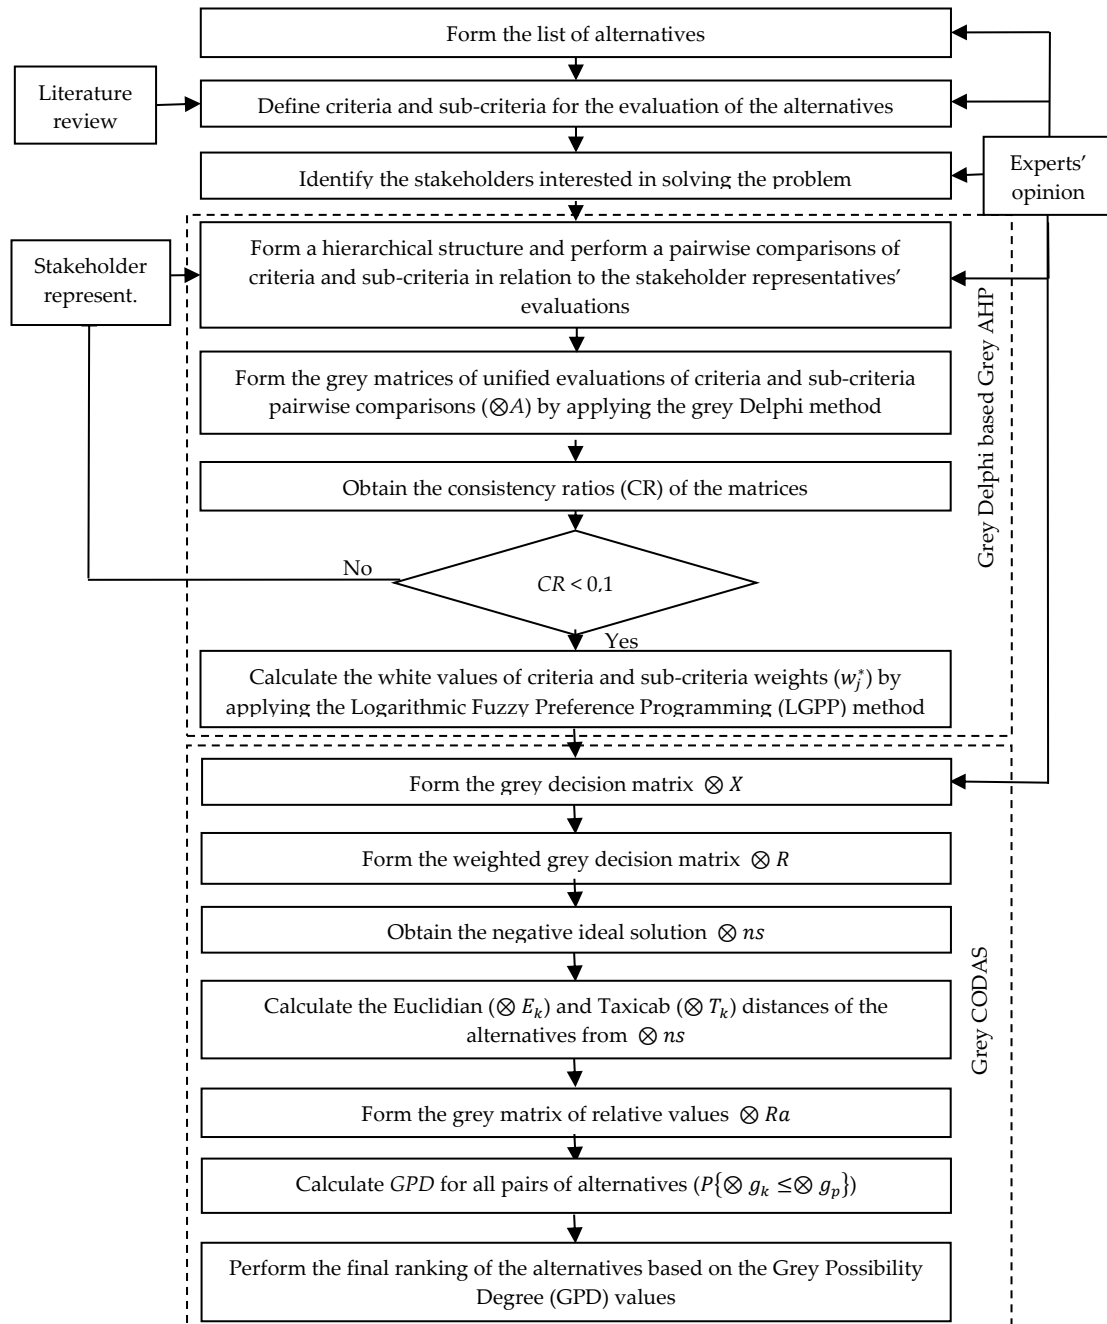 Form the list of alternatives
Literature
review
Define criteria and sub-criteria for the evaluation of the alternatives
Experts’
opinion
Identify the stakeholders interested in solving the problem
Stakeholder
represent.
Form a hierarchical structure and perform a pairwise comparisons of
criteria and sub-criteria in relation to the stakeholder representatives’
evaluations
Grey Delphi based Grey AHP
Form the grey matrices of unified evaluations of criteria and sub-criteria
pairwise comparisons (⊗A) by applying the grey Delphi method
Obtain the consistency ratios (CR) of the matrices
No
CR < 0,1
Yes
Calculate the white values of criteria and sub-criteria weights (w_j^*) by
applying the Logarithmic Fuzzy Preference Programming (LGPP) method
Form the grey decision matrix ⊗ X
Form the weighted grey decision matrix ⊗ R
Obtain the negative ideal solution ⊗ ns
Grey CODAS
Calculate the Euclidian (⊗ E_k) and Taxicab (⊗ T_k) distances of the
alternatives from ⊗ ns
Form the grey matrix of relative values ⊗ Ra
Calculate GPD for all pairs of alternatives (P{⊗ g_k ≤⊗ g_p})
Perform the final ranking of the alternatives based on the Grey Possibility
Degree (GPD) values